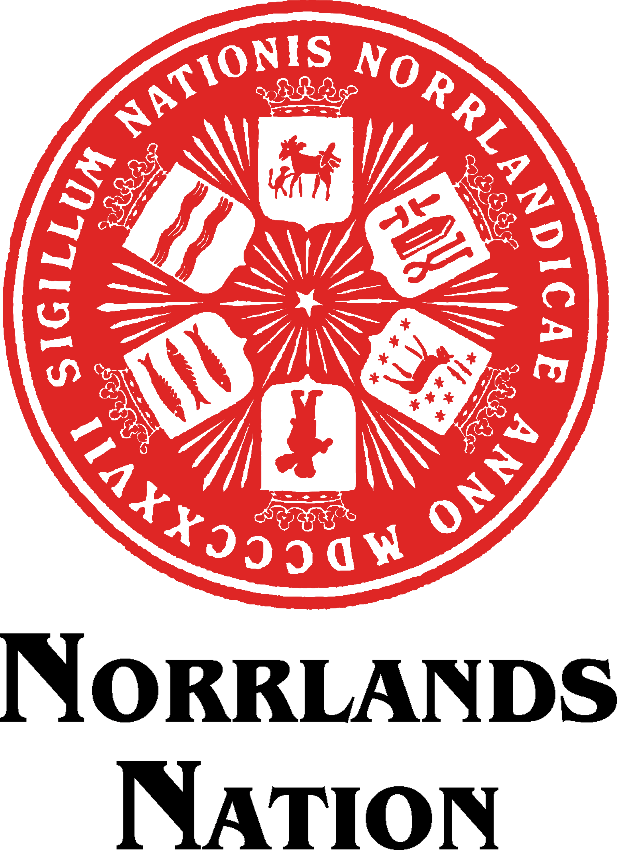 SIGILLUM NATIONIS NORRLANDICAE ANNO MDCCCXXVII
NORRLANDS
NATION